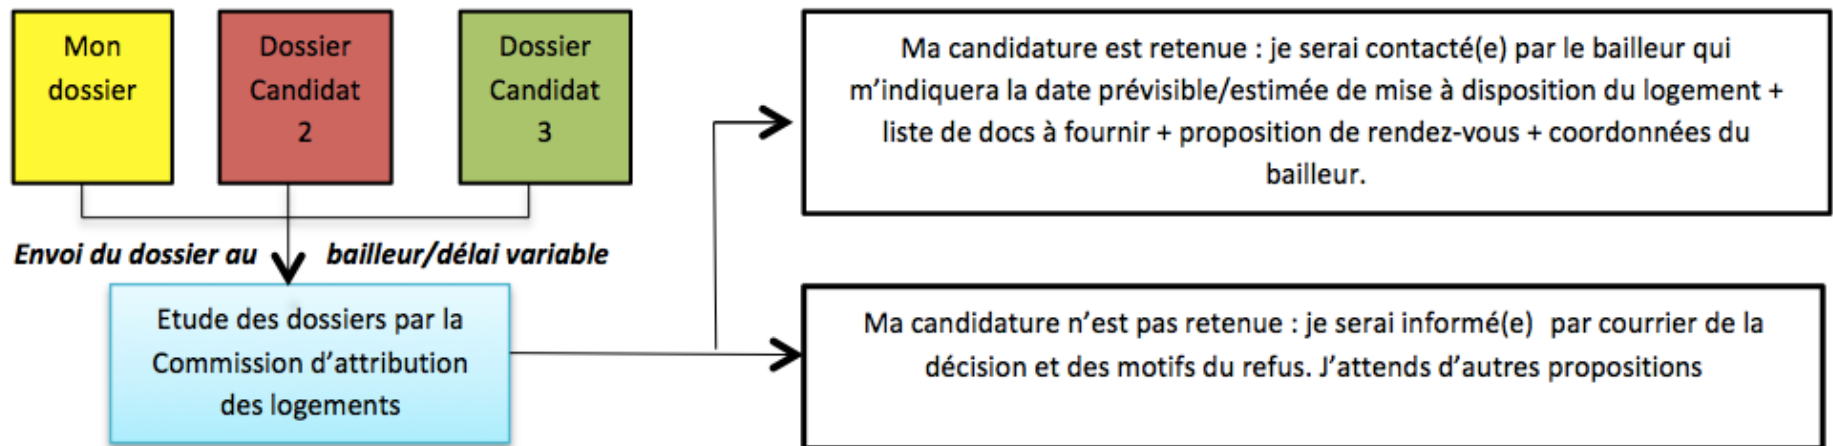 Mon
dossier
Dossier
Candidat
2
Dossier
Candidat
3
Envoi du dossier au bailleur/délai variable
Etude des dossiers par la
Commission d’attribution
des logements
Ma candidature est retenue : je serai contacté(e) par le bailleur qui
m’indiquera la date prévisible/estimée de mise à disposition du logement +
liste de docs à fournir + proposition de rendez-vous + coordonnées du
bailleur.
Ma candidature n’est pas retenue : je serai informé(e) par courrier de la
décision et des motifs du refus. J’attends d’autres propositions